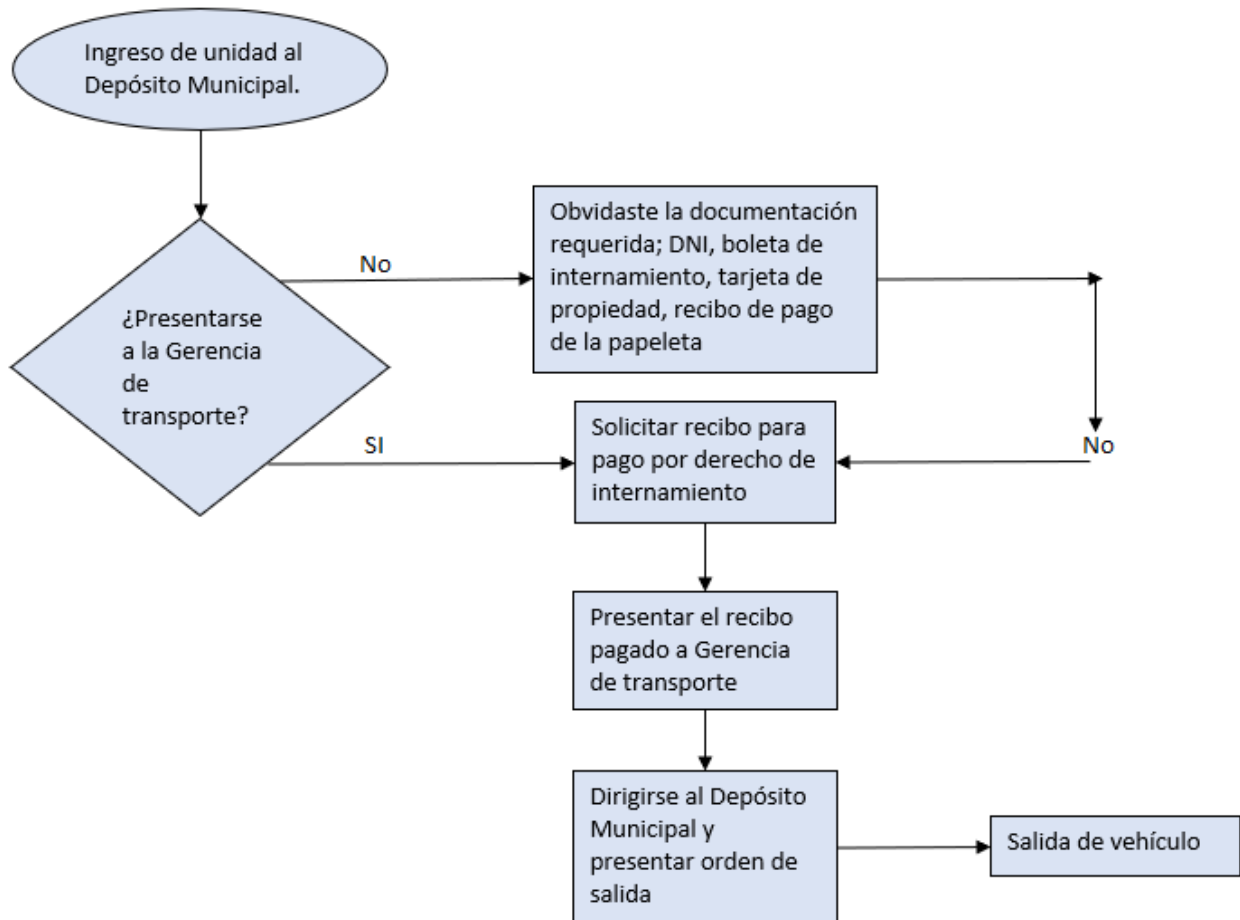 Ingreso de unidad al
Depósito Municipal.
Obvidaste la documentación
requerida; DNI, boleta de
internamiento, tarjeta de
propiedad, recibo de pago
de la papeleta
No
¿Presentarse
a la Gerencia
de
transporte?
SI
Solicitar recibo para
pago por derecho de
internamiento
No
Presentar el recibo
pagado a Gerencia
de transporte
Dirigirse al Depósito
Municipal y
presentar orden de
salida
Salida de vehículo